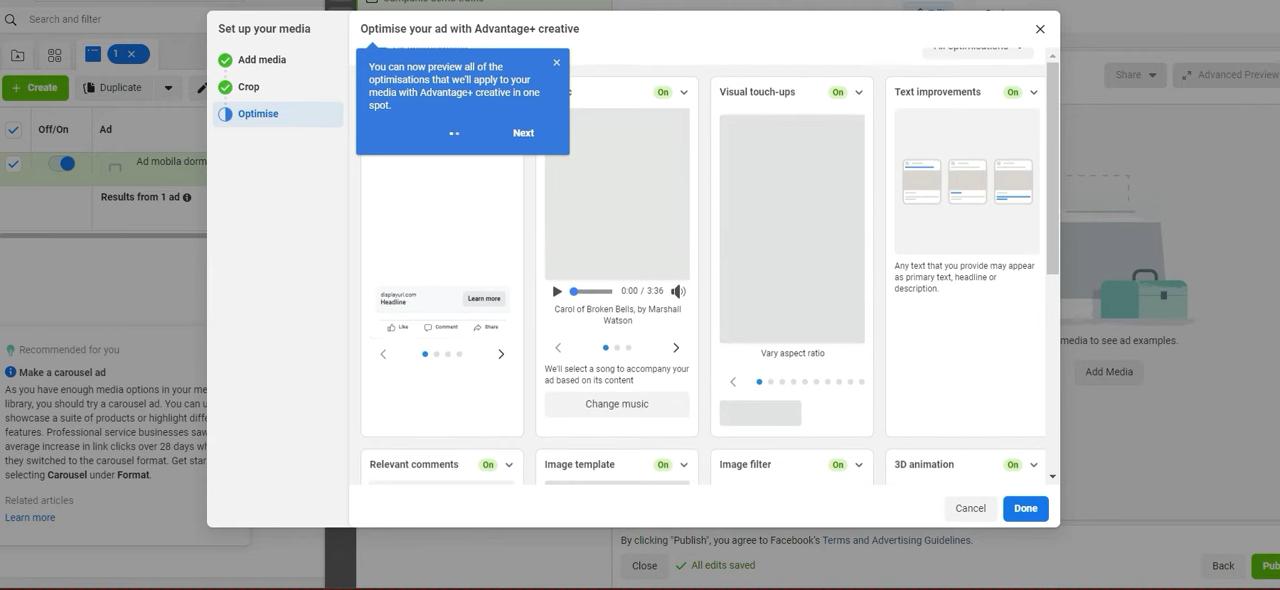 Search and filter
Set up your media
Add media
Crop
Optimise
Optimise your ad with Advantage+ creative
You can now preview all of the
optimisations that we'll apply to your
media with Advantage+ creative in one
spot.
Next
On
Visual touch-ups
On
Text improvements
On
1
Create
Duplicate
Off/On
Ad
Ad mobila dorm
Results from 1 ad
displayurl.com
Headline
Learn more
Like
Comment
Share
0:00 / 3:36
Carol of Broken Bells, by Marshall
Watson
We'll select a song to accompany your
ad based on its content
Change music
Vary aspect ratio
Any text that you provide may appear
as primary text, headline or
description.
Relevant comments
On
Image template
On
Image filter
On
3D animation
On
Cancel
Done
Recommended for you
Make a carousel ad
As you have enough media options in your me
library, you should try a carousel ad. You can u
showcase a suite of products or highlight diffe
features. Professional service businesses saw
average increase in link clicks over 28 days wh
they switched to the carousel format. Get star
selecting Carousel under Format.
Related articles
Learn more
Share
Advanced Preview
media to see ad examples.
Add Media
By clicking "Publish", you agree to Facebook's Terms and Advertising Guidelines.
Close
All edits saved
Back
Pub